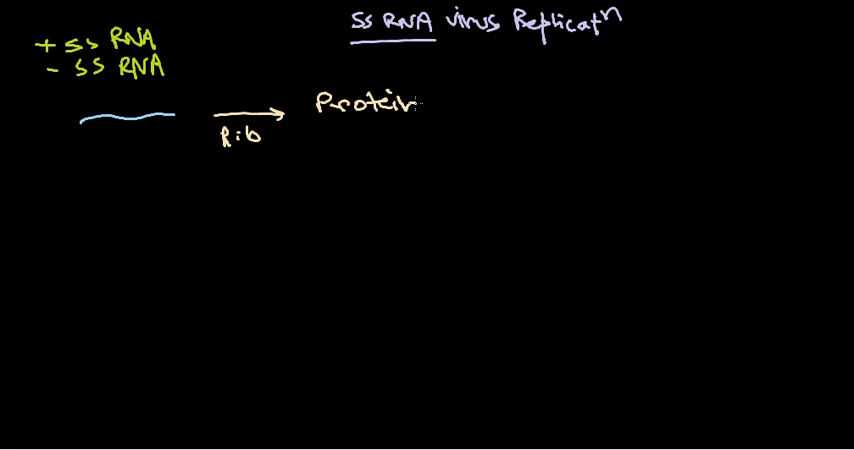 ss RNA virus Replicatn
+ ss RNA
- ss RNA
Protein
Rib